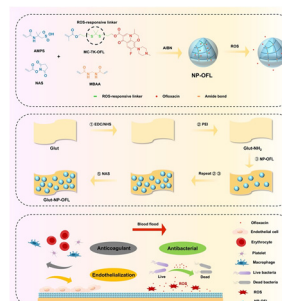 ROS-responsive linker
AMPS
MC-TK-OFL
AIBN
ROS
NP-OFL
NAS
MBAA
ROS-responsive linker
Ofloxacin
Amide bond
① EDC/NHS
② PEI
Glut
Glut-NH₂
③ NP-OFL
⑤ NAS
Repeat ②-③
Glut-NP-OFL
Blood flood
Anticoagulant
Antibacterial
Endothelialization
Live
Dead
ROS
Ofloxacin
Endothelial cell
Erythrocyte
Platelet
Macrophage
Live bacteria
Dead bacteria
ROS